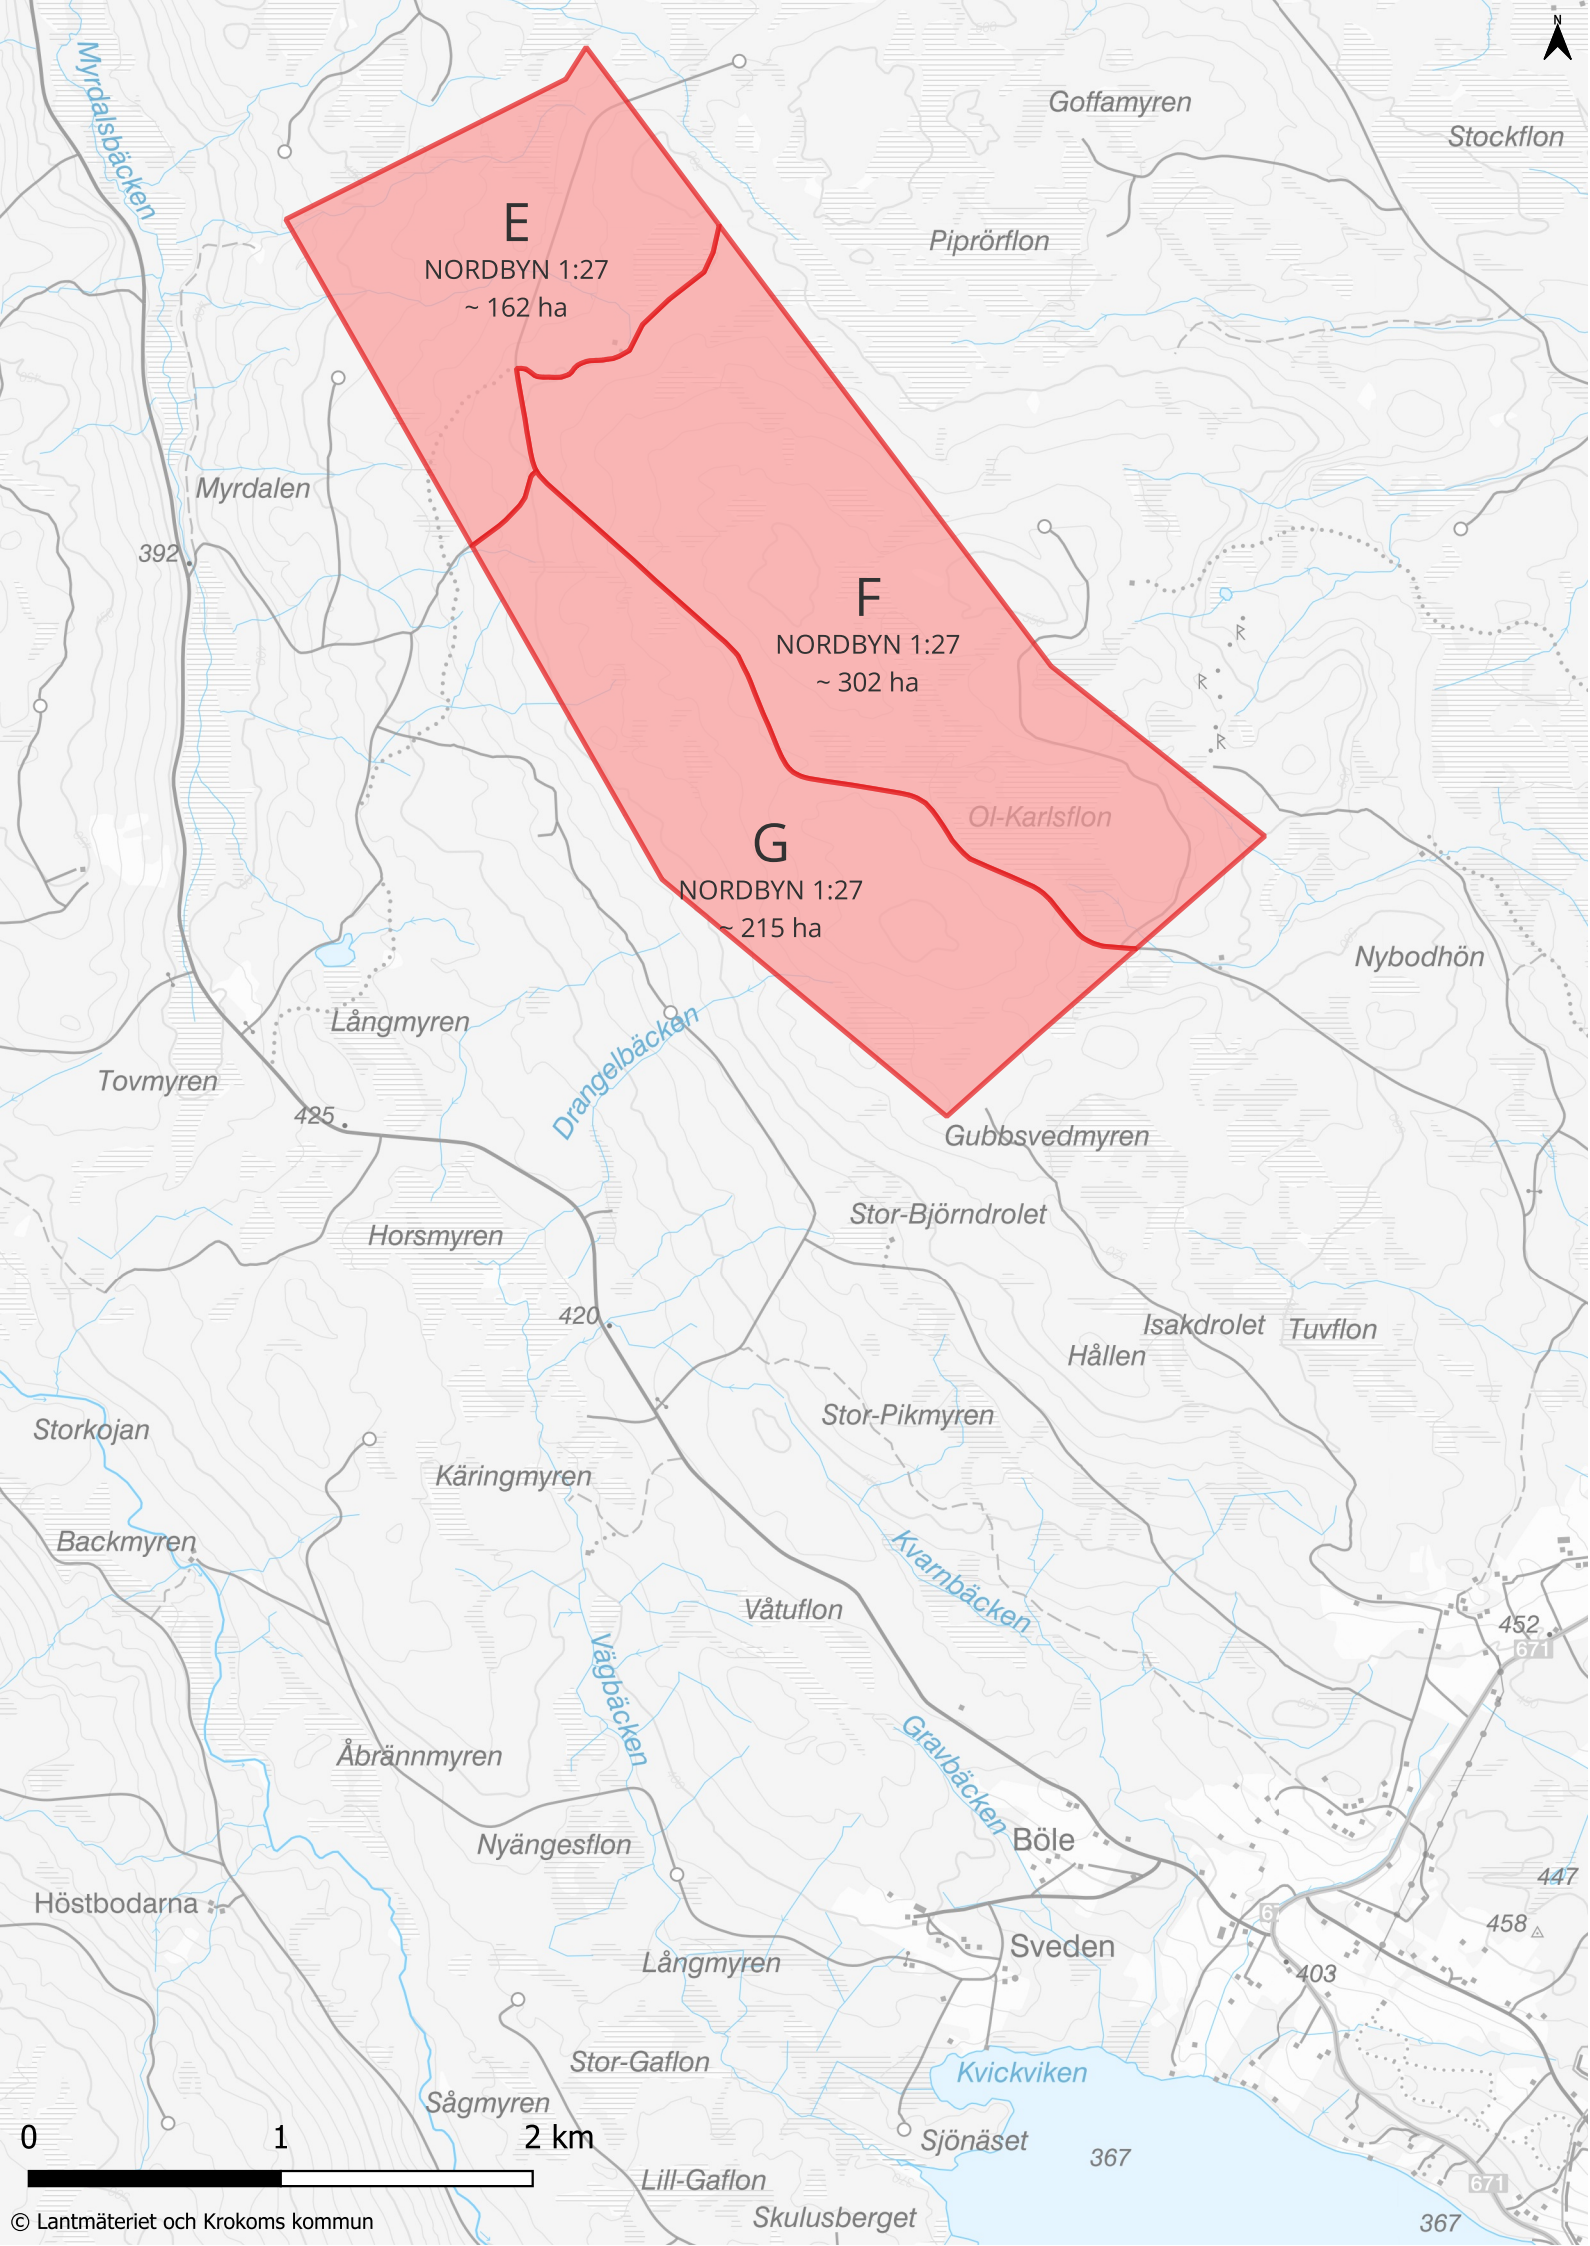 N
Myrdalsbäcken
Goffamyren
Stockflon
E
NORDBYN 1:27
~ 162 ha
Piprörflon
Myrdalen
392
F
NORDBYN 1:27
~ 302 ha
R
R
R
Ol-Karlsflon
G
NORDBYN 1:27
~ 215 ha
Nybodhön
Långmyren
Drangelbäcken
Tovmyren
425
Gubbsvedmyren
Stor-Björndrolet
Horsmyren
420
Isakdrolet
Tuvflon
Hållen
Storkojan
Stor-Pikmyren
Käringmyren
Backmyren
Kvarnbäcken
Våtuflon
452
671
Vägbäcken
Gravbäcken
Åbrännmyren
Nyängesflon
Böle
447
Höstbodarna
67
458
Sveden
Långmyren
403
Stor-Gaflon
Kvickviken
Sågmyren
0 1 2 km
Sjönäset
367
Lill-Gaflon
671
Skulusberget
367
© Lantmäteriet och Krokoms kommun